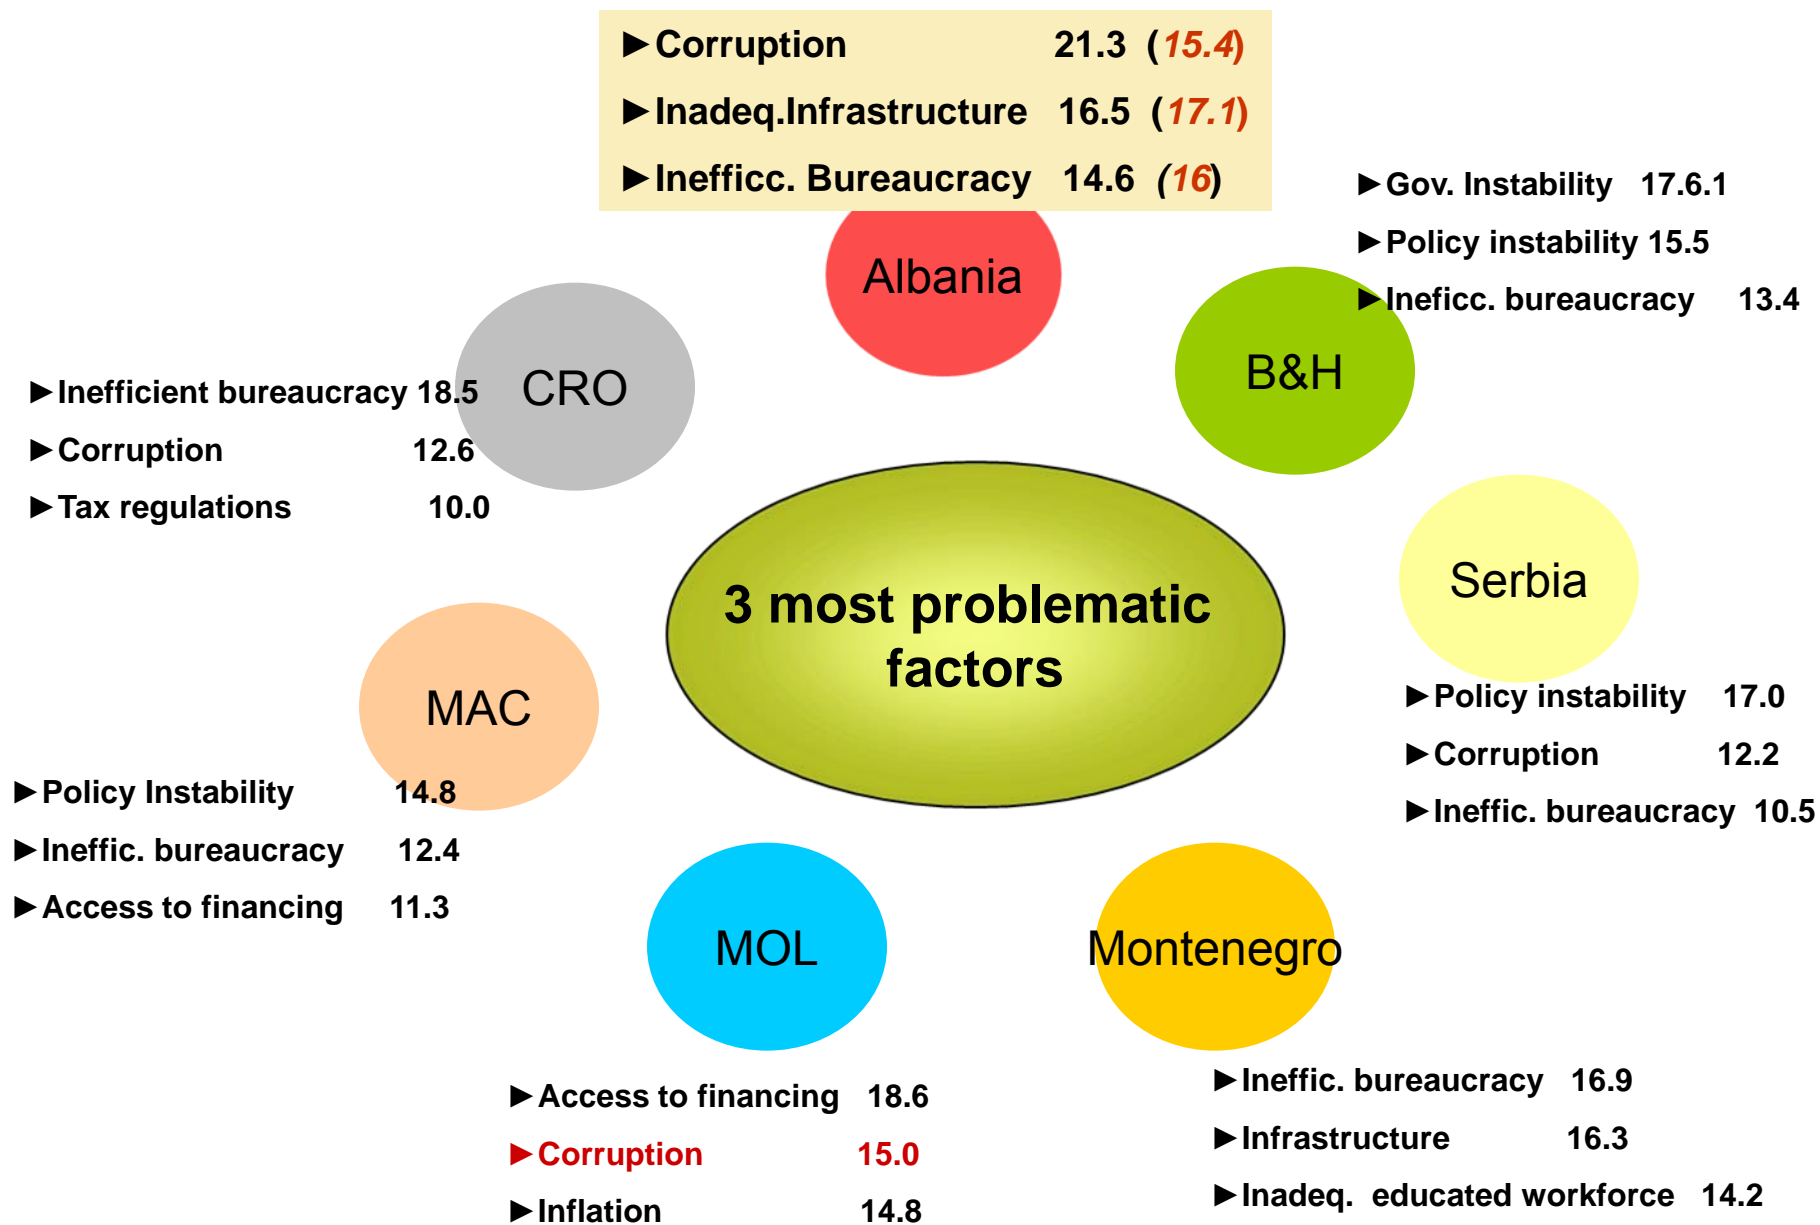 ►Corruption 21.3 (15.4)
►Inadeq.Infrastructure 16.5 (17.1)
►Inefficc. Bureaucracy 14.6 (16)
Albania
►Gov. Instability 17.6.1
►Policy instability 15.5
►Ineficc. bureaucracy 13.4
B&H
CRO
►Inefficient bureaucracy 18.5
►Corruption 12.6
►Tax regulations 10.0
3 most problematic
factors
Serbia
►Policy instability 17.0
►Corruption 12.2
►Ineffic. bureaucracy 10.5
MAC
►Policy Instability 14.8
►Ineffic. bureaucracy 12.4
►Access to financing 11.3
MOL
►Access to financing 18.6
►Corruption 15.0
►Inflation 14.8
Montenegro
►Ineffic. bureaucracy 16.9
►Infrastructure 16.3
►Inadeq. educated workforce 14.2